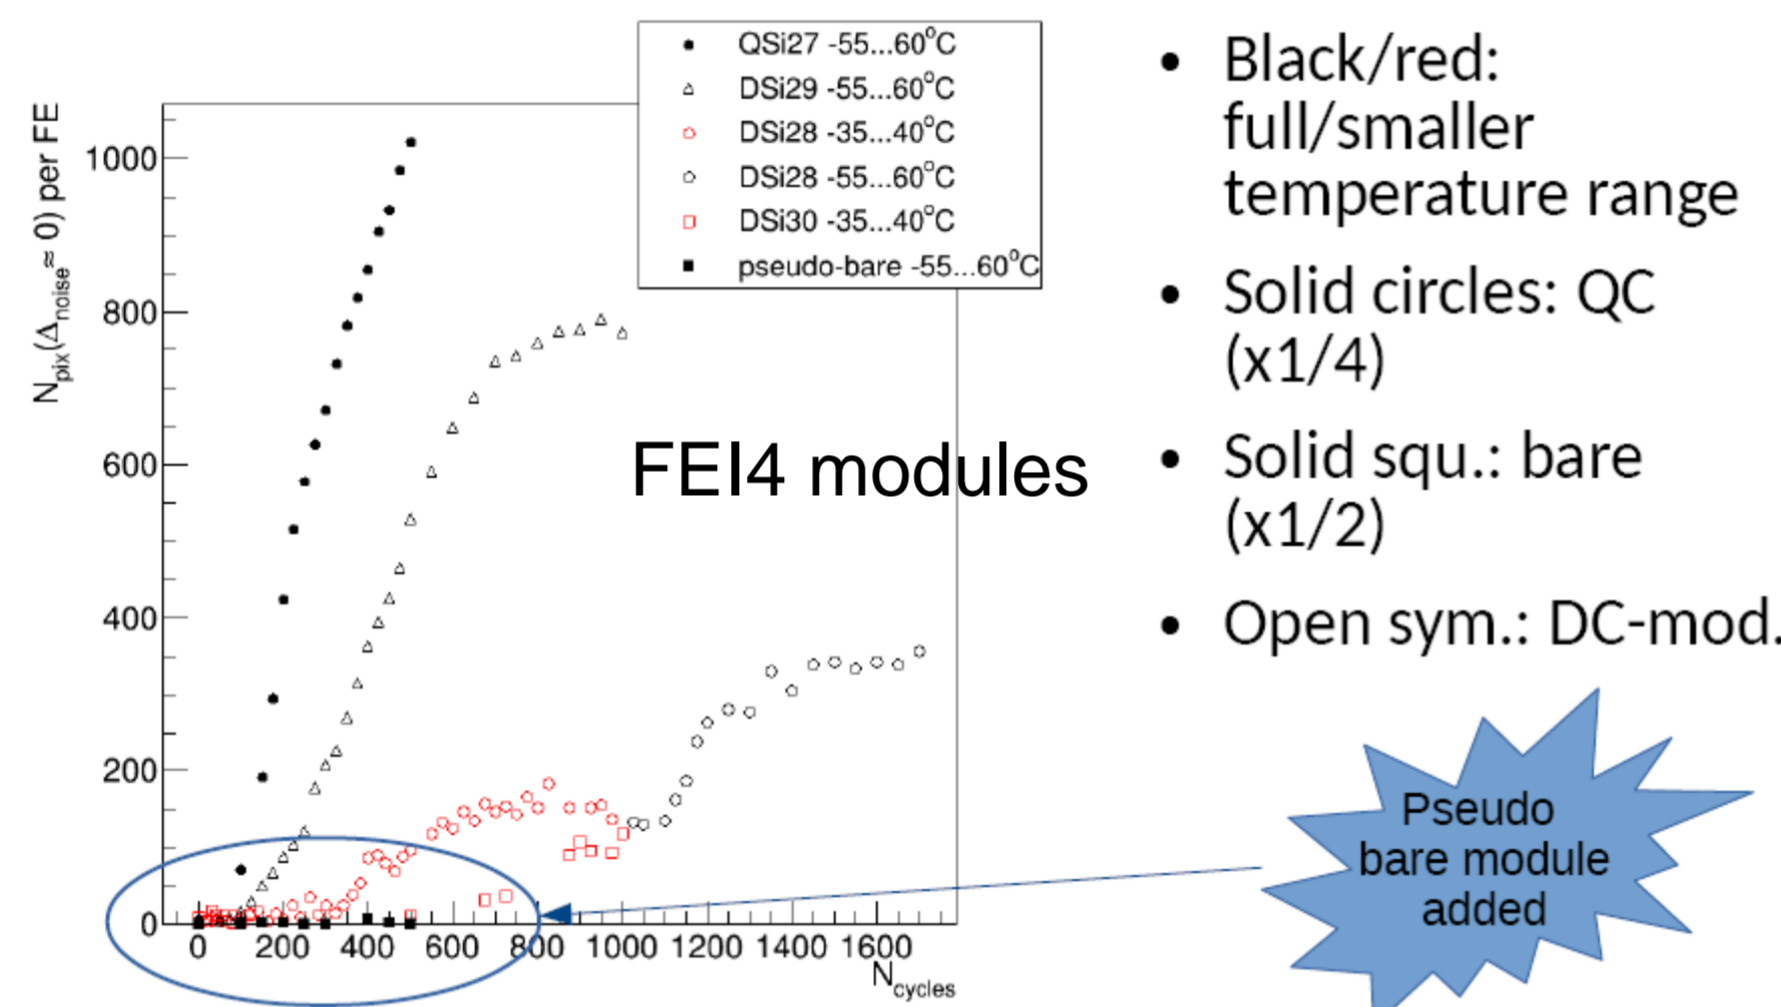 QSi27 -55...60°C
DSi29 -55...60°C
DSi28 -35...40°C
DSi28 -55...60°C
DSi30 -35...40°C
pseudo-bare -55...60°C
N_pix(Δ_noise≈ 0) per FE
1000
800
600
400
200
0
0 200 400 600 800 1000 1200 1400 1600
N_cycles
FEI4 modules
• Black/red:
full/smaller
temperature range
• Solid circles: QC
(x1/4)
• Solid squ.: bare
(x1/2)
• Open sym.: DC-mod.
Pseudo
bare module
added